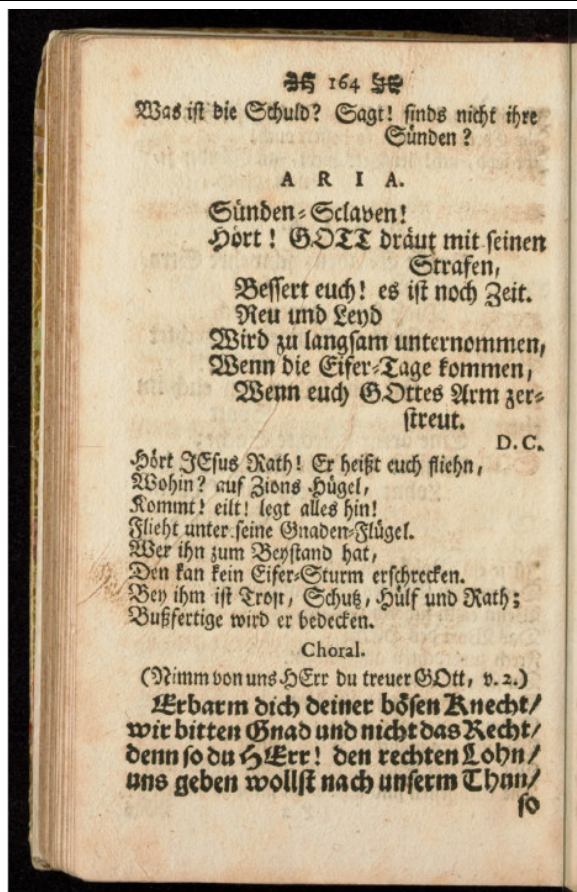 164
Was ist die Schuld? Sagt! sinds nicht ihre
Sünden?
ARIA.
Sünden-Sclaven!
Hört! GOTT dräut mit seinen
Strafen,
Bessert euch! es ist noch Zeit.
Reu und Leyd
Wird zu langsam unternommen,
Wenn die Eifer-Tage kommen,
Wenn euch GOttes Arm zer-
streut.
D. C.
Hört JEsus Rath! Er heißt euch fliehn,
Wohin? auf Zions Hügel,
Kommt! eilt! legt alles hin!
Flieht unter seine Gnaden-Flügel.
Wer ihn zum Beystand hat,
Den kan kein Eifer-Sturm erschrecken.
Bey ihm ist Trost, Schutz, Hülf und Rath;
Bußfertige wird er bedecken.
Choral.
(Nimm von uns HErr du treuer GOtt, v. 2.)
Erbarm dich deiner bösen Knecht/
wir bitten Gnad und nicht das Recht/
denn so du HErr! den rechten Lohn/
uns geben wollst nach unserm Thun/
so